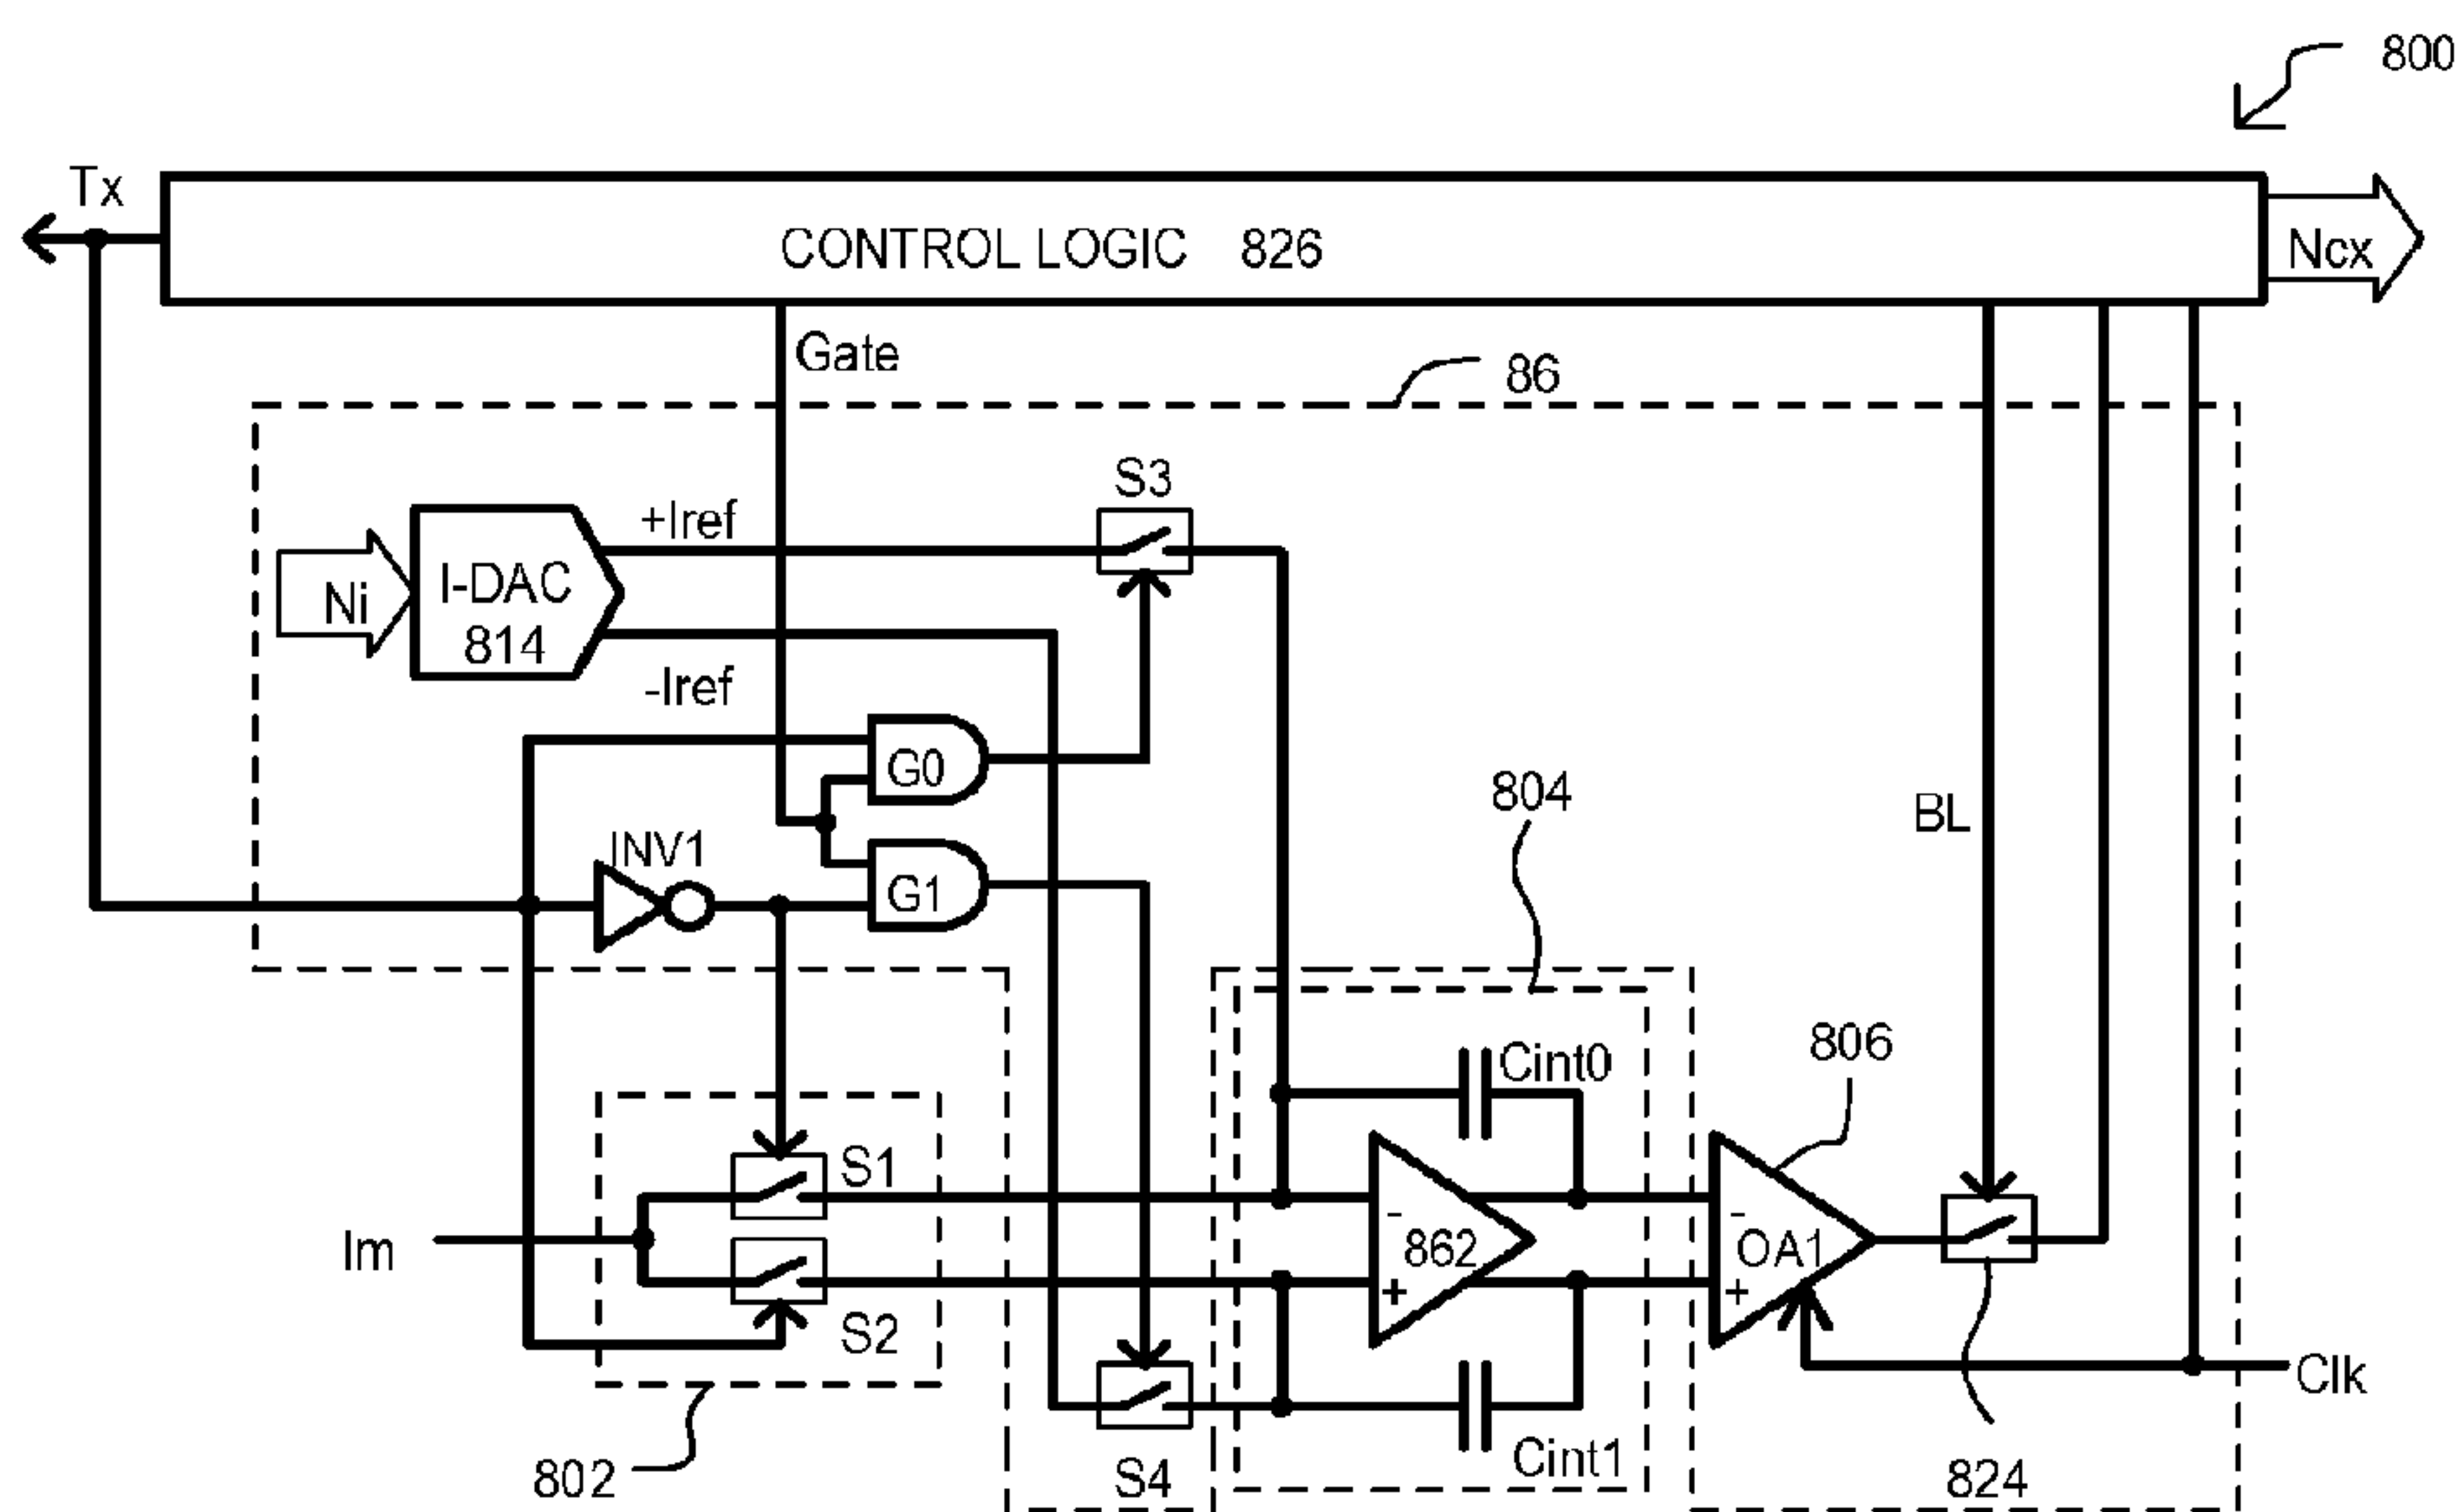 800
Tx
CONTROL LOGIC 826
Ncx
Gate
86
S3
+Iref
Ni
I-DAC
814
-Iref
G0
804
BL
INV1
G1
806
Cint0
S1
Im
-
862
+
-
OA1
+
S2
Clk
Cint1
802
S4
824